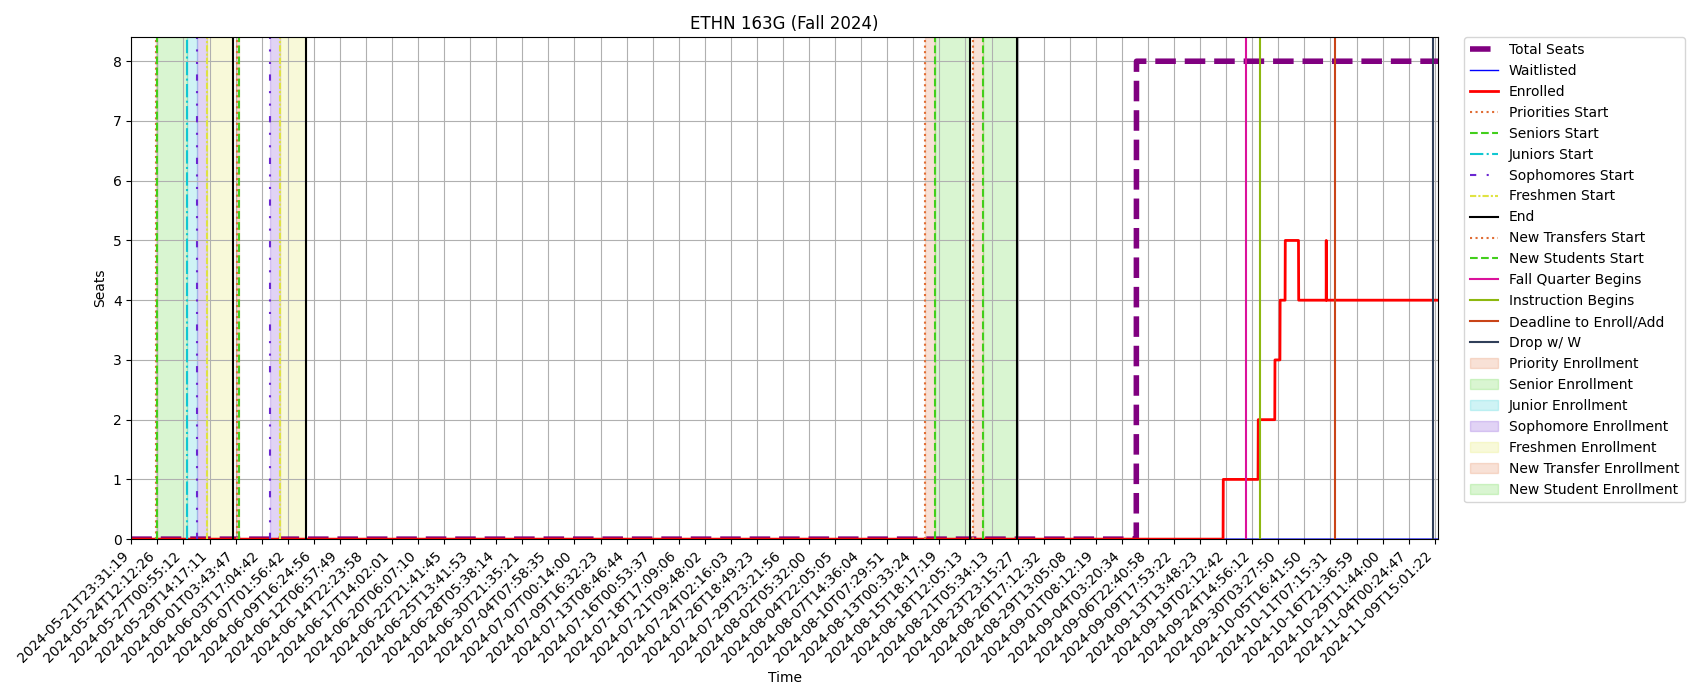 ETHN 163G (Fall 2024)
Seats
8
7
6
5
4
3
2
1
0
2024-05-21T23:31:19
2024-05-24T12:12:26
2024-05-27T00:55:12
2024-05-29T14:17:11
2024-06-01T03:43:47
2024-06-03T17:04:42
2024-06-07T01:56:42
2024-06-09T16:24:56
2024-06-12T06:57:49
2024-06-14T22:23:58
2024-06-17T14:02:01
2024-06-20T06:07:10
2024-06-22T21:41:45
2024-06-25T13:41:53
2024-06-28T05:38:14
2024-06-30T21:35:21
2024-07-04T07:58:35
2024-07-07T00:14:00
2024-07-09T16:32:23
2024-07-13T08:46:44
2024-07-16T00:53:37
2024-07-18T17:09:06
2024-07-21T09:48:02
2024-07-24T02:16:03
2024-07-26T18:49:23
2024-07-29T23:21:56
2024-08-02T05:32:00
2024-08-04T22:05:05
2024-08-07T14:36:04
2024-08-10T07:29:51
2024-08-13T00:33:24
2024-08-15T18:17:19
2024-08-18T12:05:13
2024-08-21T05:34:13
2024-08-23T23:15:27
2024-08-26T17:12:32
2024-08-29T13:05:08
2024-09-01T08:12:19
2024-09-04T03:20:34
2024-09-06T22:40:58
2024-09-09T17:53:22
2024-09-13T13:48:23
2024-09-19T02:12:42
2024-09-24T14:56:12
2024-09-30T03:27:50
2024-10-05T16:41:50
2024-10-11T07:15:31
2024-10-16T21:36:59
2024-10-29T11:44:00
2024-11-04T00:24:47
2024-11-09T15:01:22
Time
Total Seats
Waitlisted
Enrolled
Priorities Start
Seniors Start
Juniors Start
Sophomores Start
Freshmen Start
End
New Transfers Start
New Students Start
Fall Quarter Begins
Instruction Begins
Deadline to Enroll/Add
Drop w/ W
Priority Enrollment
Senior Enrollment
Junior Enrollment
Sophomore Enrollment
Freshmen Enrollment
New Transfer Enrollment
New Student Enrollment